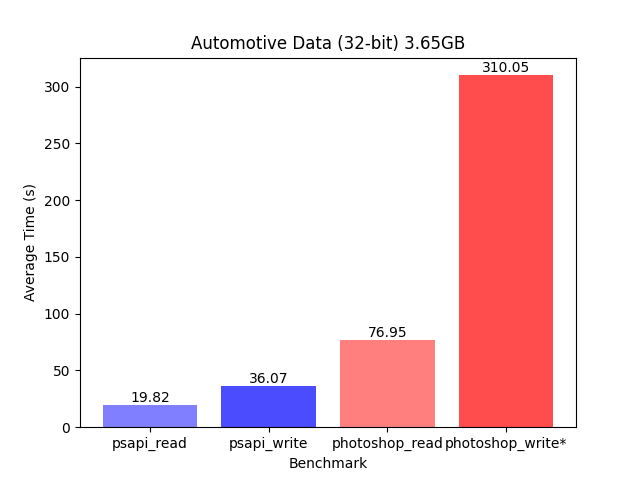 Automotive Data (32-bit) 3.65GB
310.05
300
250
200
150
100
50
0
76.95
36.07
19.82
Average Time (s)
psapi_read
psapi_write
photoshop_read
photoshop_write*
Benchmark